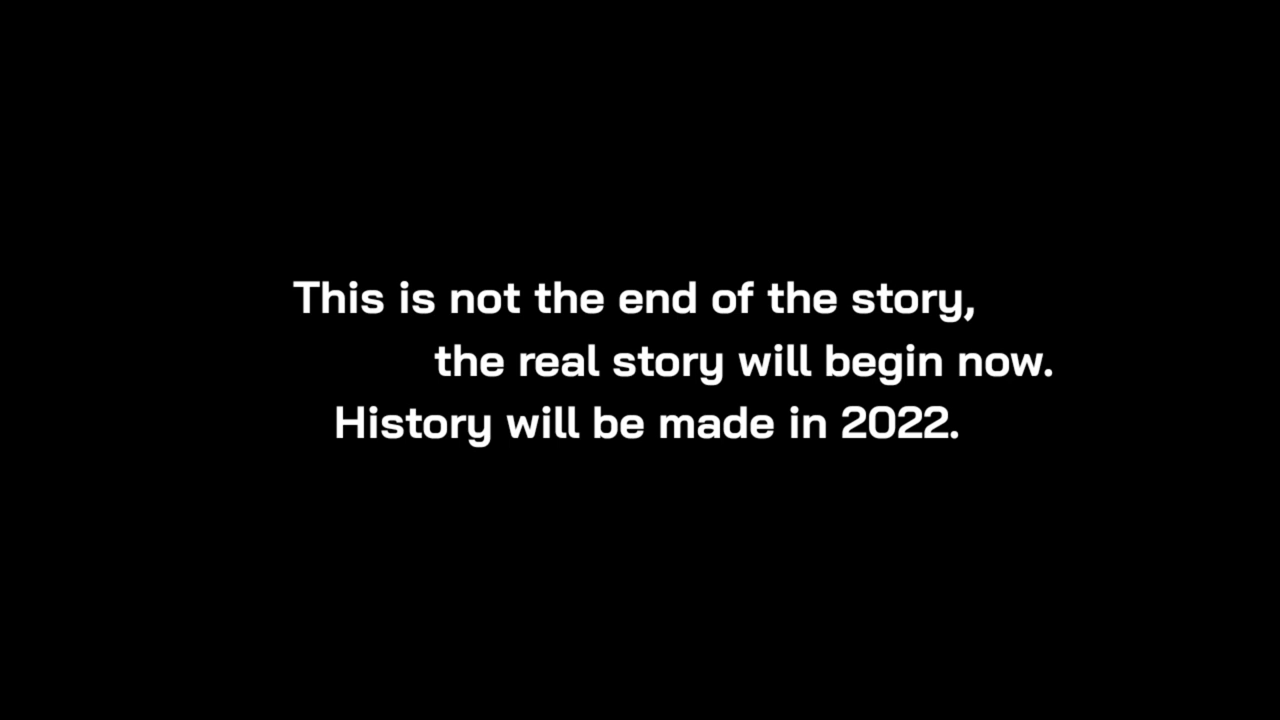 This is not the end of the story,
the real story will begin now.
History will be made in 2022.